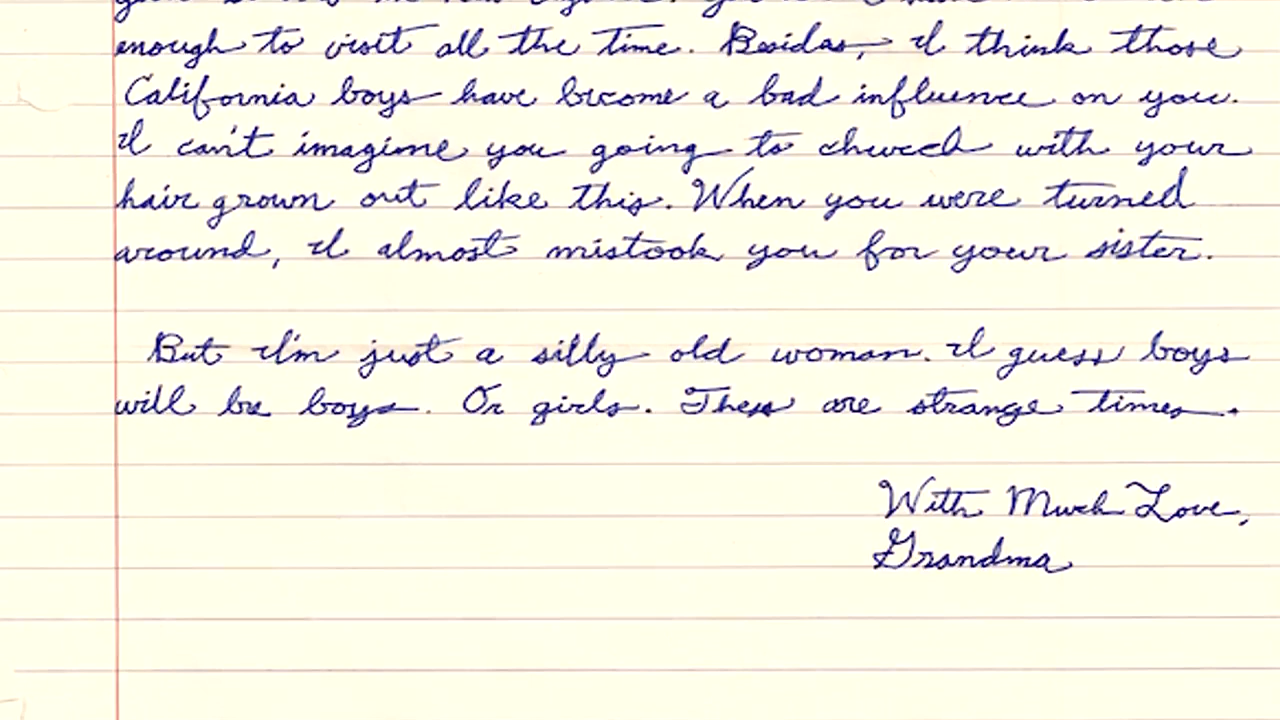 enough to visit all the time. Besides, I think those
California boys have become a bad influence on you.
I can't imagine you going to church with your
hair grown out like this. When you were turned
around, I almost mistook you for your sister.
But I'm just a silly old woman. I guess boys
will be boys. Or girls. These are strange times.
With Much Love,
Grandma